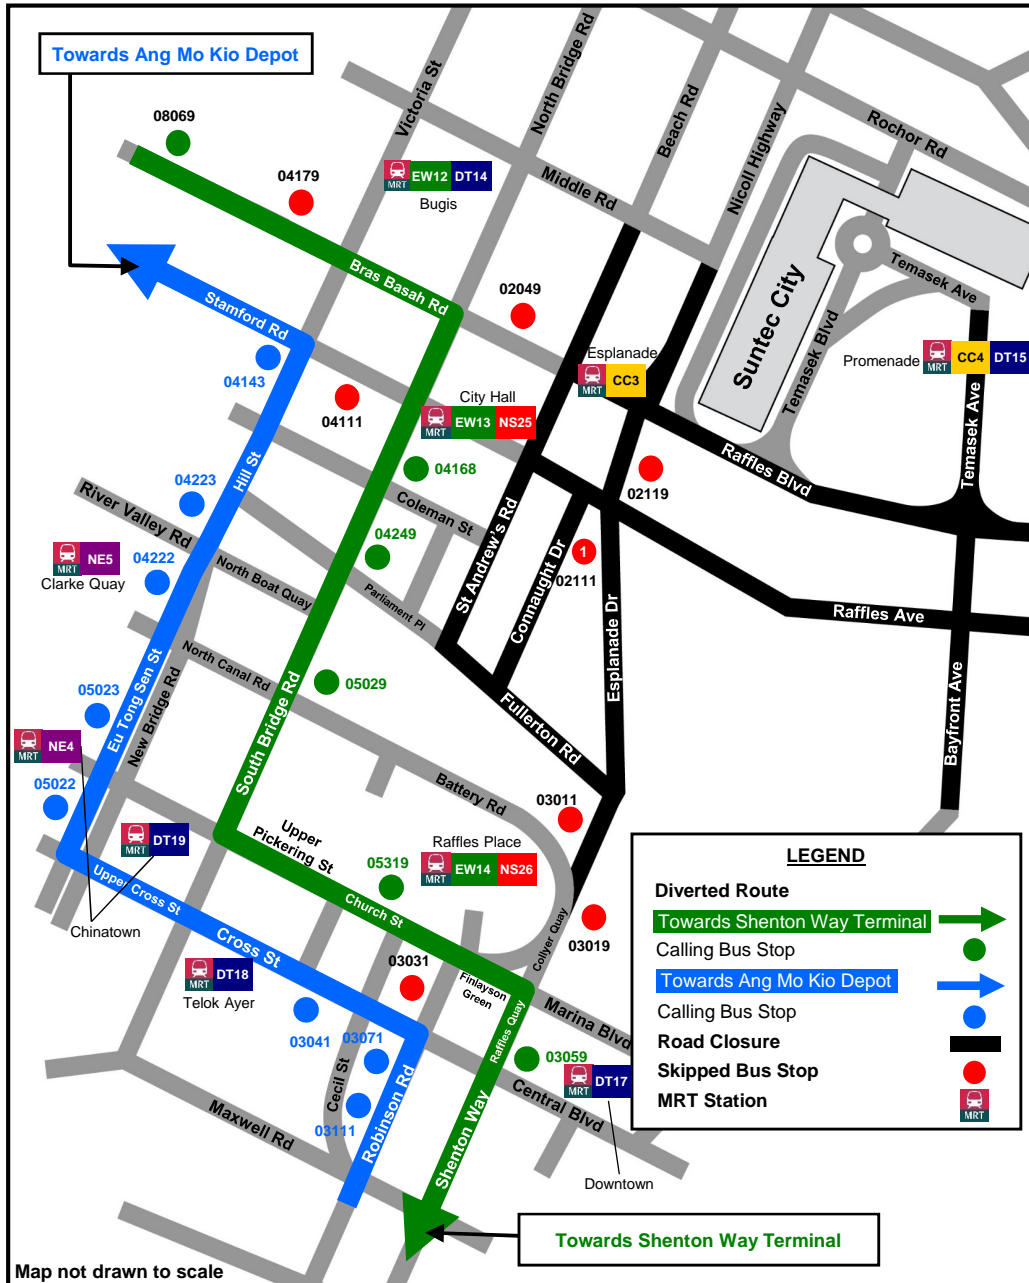 Towards Ang Mo Kio Depot
08069
04179
Victoria St
North Bridge Rd
Beach Rd
Nicoll Highway
Rochor Rd
Middle Rd
MRT EW12 DT14
Bugis
Bras Basah Rd
Stamford Rd
02049
Temasek Ave
Suntec City
Temasek Blvd
04143
04111
Esplanade
MRT CC3
Promenade
MRT CC4 DT15
City Hall
MRT EW13 NS25
Temasek Ave
Raffles Blvd
04168
02119
Hill St
04223
River Valley Rd
Coleman St
04249
St Andrew's Rd
1
02111
MRT NE5
Clarke Quay
04222
North Boat Quay
Parliament Pl
Connaught Dr
Esplanade Dr
Raffles Ave
North Canal Rd
05029
05023
Eu Tong Sen St
New Bridge Rd
South Bridge Rd
Fullerton Rd
Bayfront Ave
MRT NE4
05022
Battery Rd
03011
MRT DT19
Upper
Pickering St
Raffles Place
MRT EW14 NS26
05319
Church St
Upper Cross St
Chinatown
Cross St
Collyer Quay
03019
MRT DT18
Telok Ayer
03031
Finlayson
Green
03041
03071
Raffles Quay
Marina Blvd
03059
MRT DT17
Central Blvd
Cecil St
03111
Maxwell Rd
Robinson Rd
Shenton Way
Downtown
LEGEND
Diverted Route
Towards Shenton Way Terminal
Calling Bus Stop
Towards Ang Mo Kio Depot
Calling Bus Stop
Road Closure
Skipped Bus Stop
MRT Station
MRT
Towards Shenton Way Terminal
Map not drawn to scale